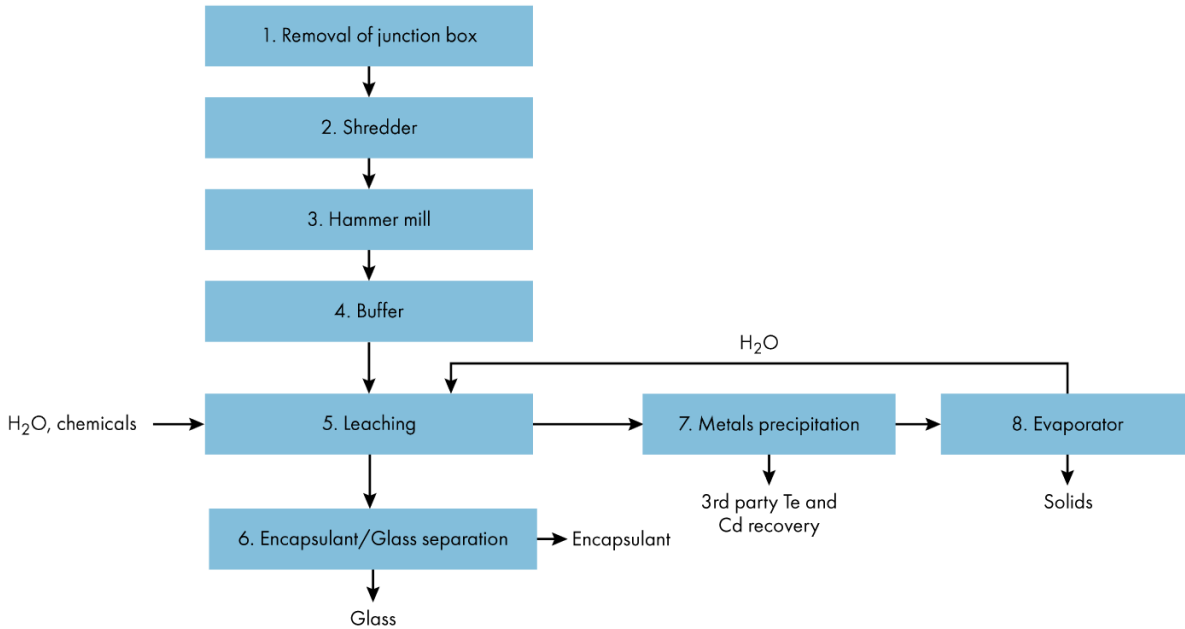 1. Removal of junction box
2. Shredder
3. Hammer mill
4. Buffer
H₂O
H₂O, chemicals
5. Leaching
7. Metals precipitation
8. Evaporator
3rd party Te and
Cd recovery
Solids
6. Encapsulant/Glass separation
Encapsulant
Glass